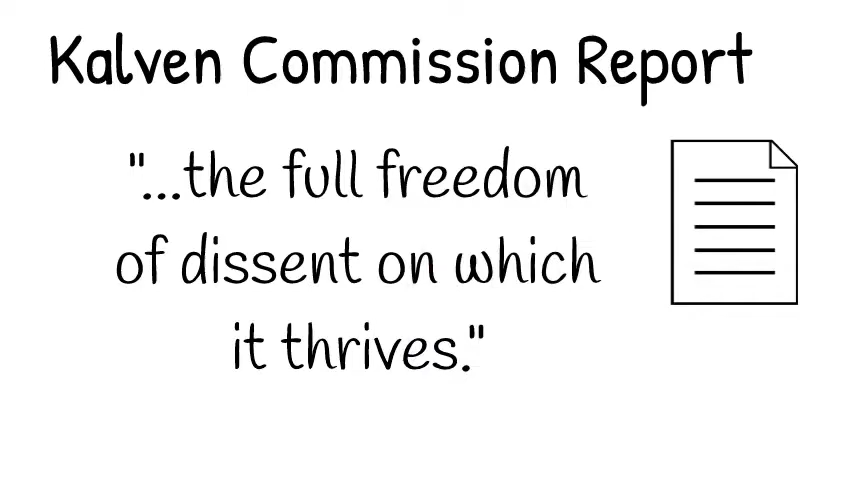 Kalven Commission Report
"...the full freedom
of dissent on which
it thrives."